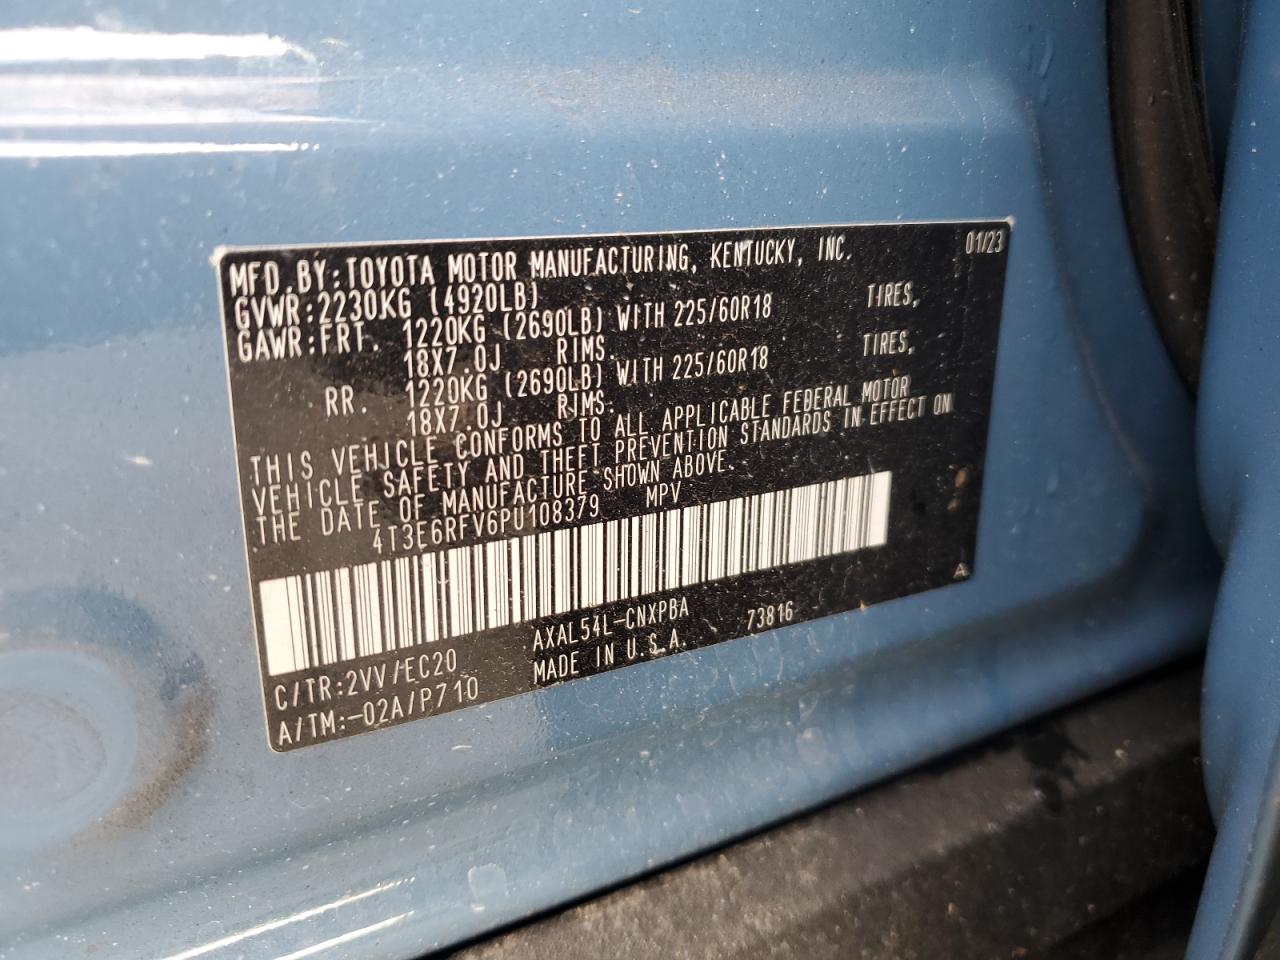 MFD.BY:TOYOTA MOTOR MANUFACTURING, KENTUCKY, INC. 01/23
GVWR:2230KG (4920LB)
GAWR:FRT. 1220KG (2690LB) WITH 225/60R18 TIRES,
18X7.0J RIMS.
RR. 1220KG (2690LB) WITH 225/60R18 TIRES,
18X7.0J RIMS.
THIS VEHICLE CONFORMS TO ALL APPLICABLE FEDERAL MOTOR
VEHICLE SAFETY AND THEFT PREVENTION STANDARDS IN EFFECT ON
THE DATE OF MANUFACTURE SHOWN ABOVE.
4T3E6RFV6PU108379 MPV
A
C/TR:2VV/EC20 AXAL54L-CNXPBA 73816
A/TM:-02A/P710 MADE IN U.S.A.